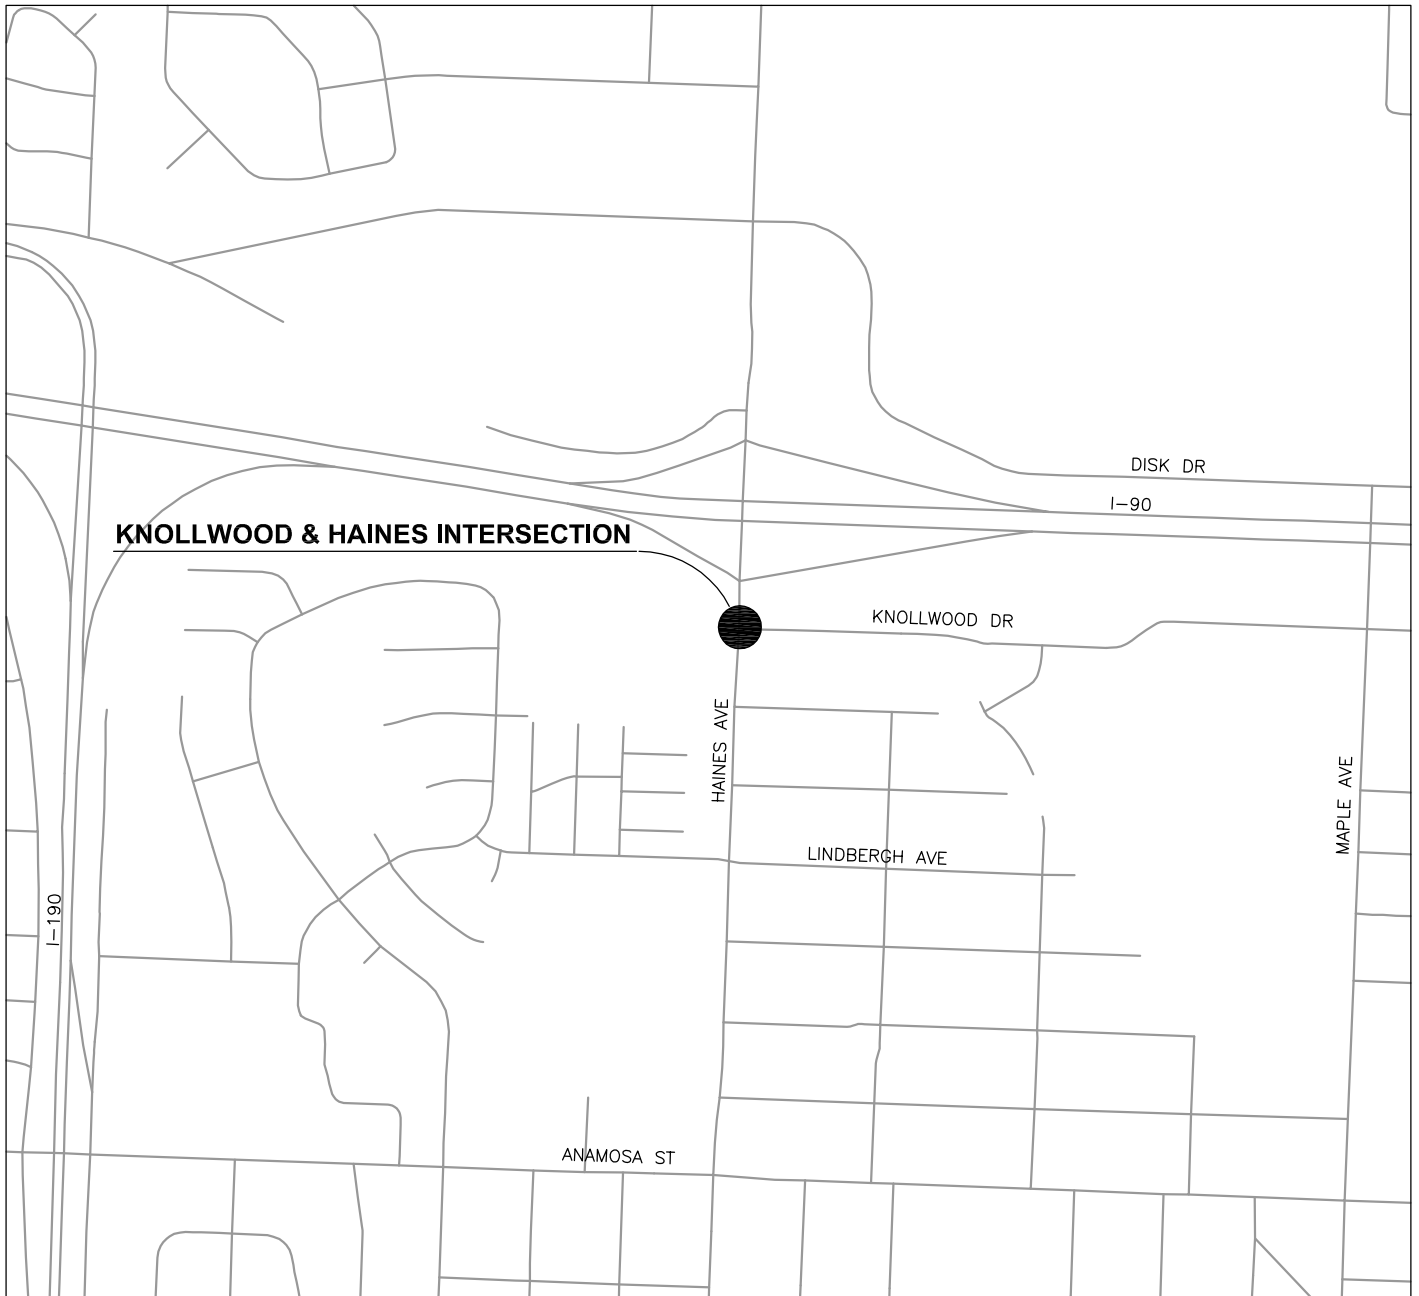 DISK DR
I-90
KNOLLWOOD & HAINES INTERSECTION
KNOLLWOOD DR
HAINES AVE
MAPLE AVE
LINDBERGH AVE
I-190
ANAMOSA ST